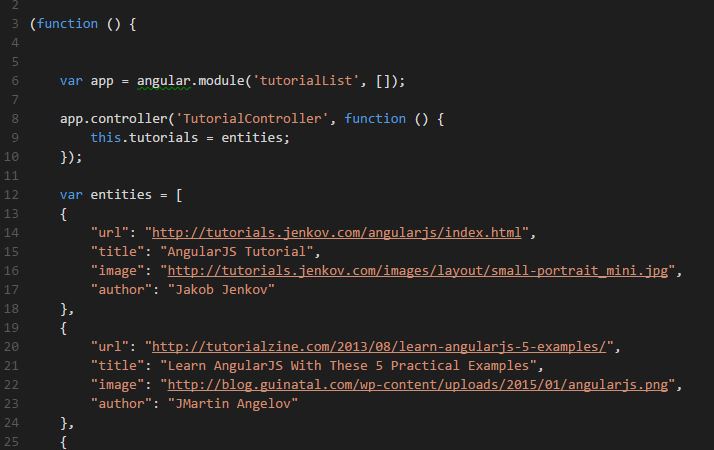 2
3 (function () {
4
5
6 var app = angular.module('tutorialList', []);
7
8 app.controller('TutorialController', function () {
9 this.tutorials = entities;
10 });
11
12 var entities = [
13 {
14 "url": "http://tutorials.jenkov.com/angularjs/index.html",
15 "title": "AngularJS Tutorial",
16 "image": "http://tutorials.jenkov.com/images/layout/small-portrait_mini.jpg",
17 "author": "Jakob Jenkov"
18 },
19 {
20 "url": "http://tutorialzine.com/2013/08/learn-angularjs-5-examples/",
21 "title": "Learn AngularJS With These 5 Practical Examples",
22 "image": "http://blog.guinatal.com/wp-content/uploads/2015/01/angularjs.png",
23 "author": "JMartin Angelov"
24 },
25 {